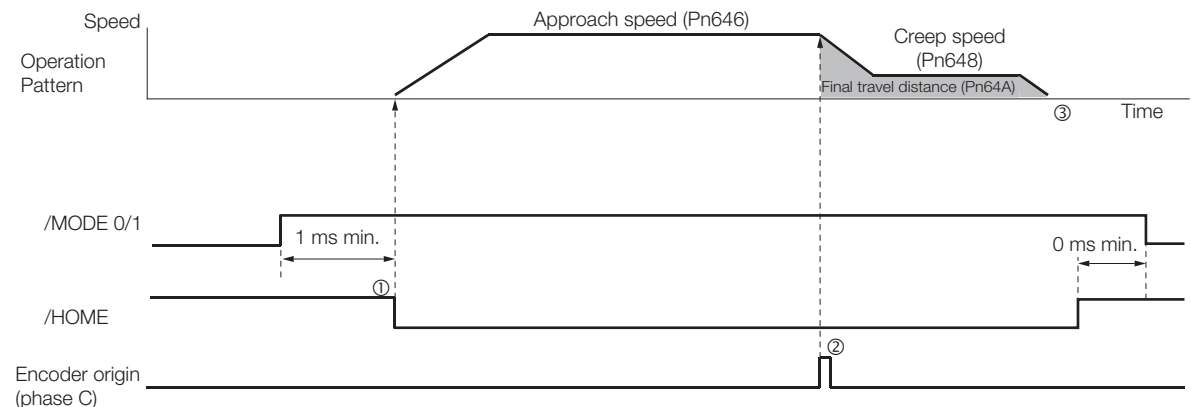 Speed
Approach speed (Pn646)
Creep speed
(Pn648)
Operation
Pattern
Final travel distance (Pn64A)
③
Time
/MODE 0/1
1 ms min.
0 ms min.
①
/HOME
②
Encoder origin
(phase C)